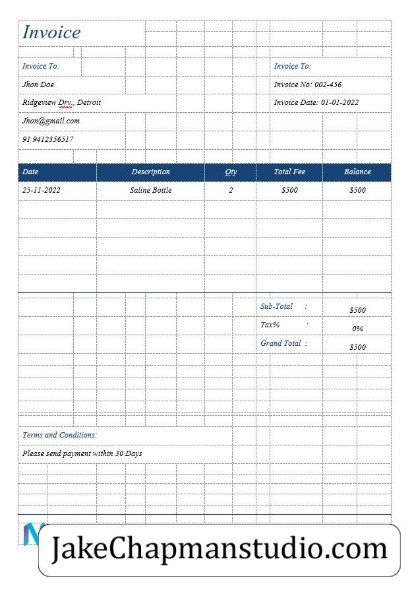 Invoice
Invoice To: Invoice To:
Jhon Doe Invoice No: 002-456
Ridgeview Drv., Detroit Invoice Date: 01-01-2022
Jhon@gmail.com
91 9412356517
Date Description Qty Total Fee Balance
25-11-2022 Saline Bottle 2 $500 $500
Sub-Total : $500
Tax% : 0%
Grand Total : $500
Terms and Conditions:
Please send payment within 30 Days
JakeChapmanstudio.com